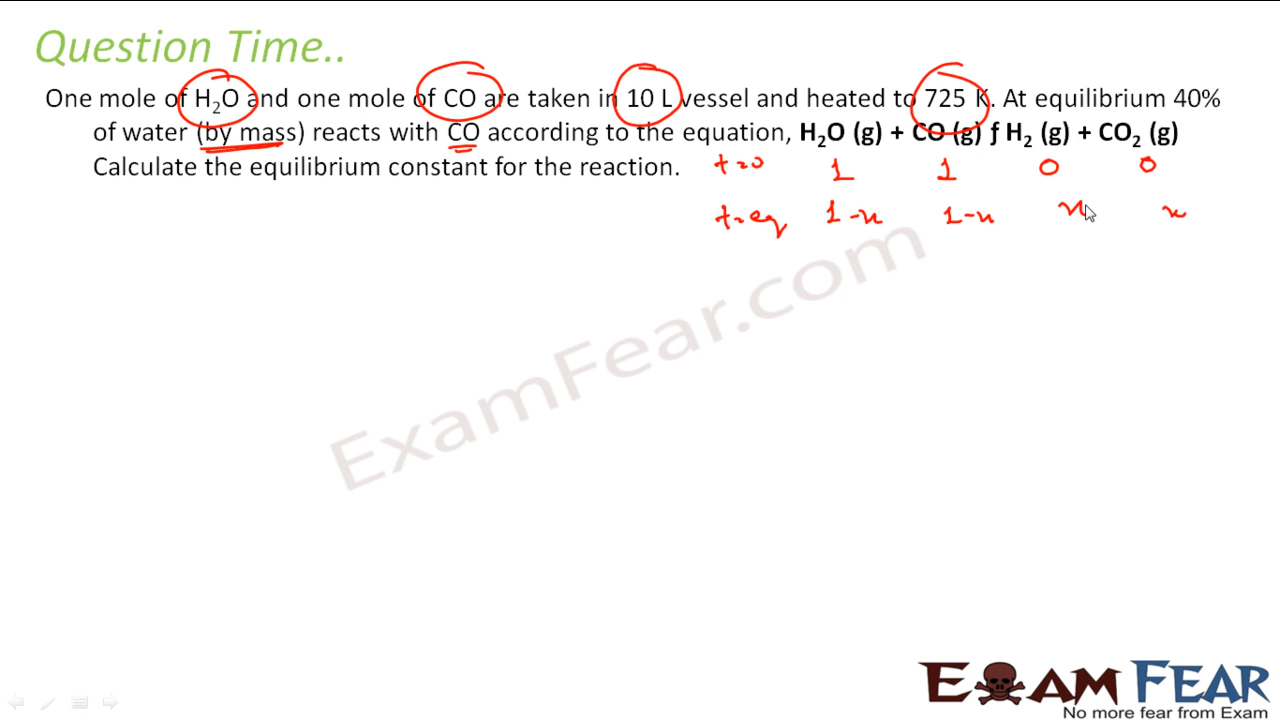 Question Time..
One mole of H₂O and one mole of CO are taken in 10 L vessel and heated to 725 K. At equilibrium 40%
of water (by mass) reacts with CO according to the equation, H₂O (g) + CO (g) ƒ H₂ (g) + CO₂ (g)
Calculate the equilibrium constant for the reaction. t=0 1 1 0 0
t=eq 1-x 1-x x x
ExamFear.com
EXAM FEAR
No more fear from Exam